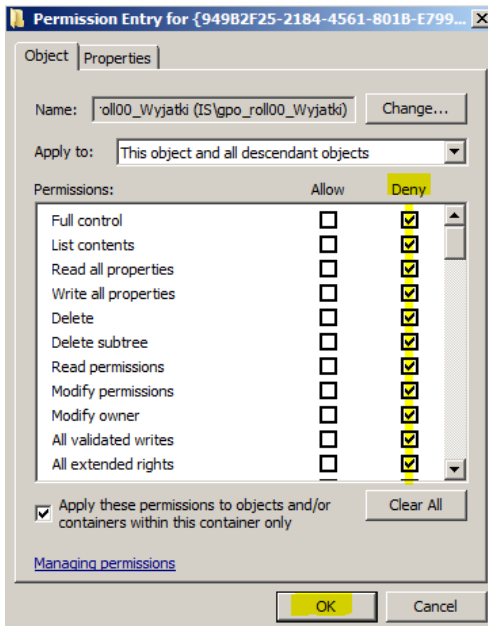 Permission Entry for {949B2F25-2184-4561-801B-E799...
Object Properties
Name: roll00_Wyjatki (IS\gpo_roll00_Wyjatki) Change...
Apply to: This object and all descendant objects
Permissions: Allow Deny
Full control
List contents
Read all properties
Write all properties
Delete
Delete subtree
Read permissions
Modify permissions
Modify owner
All validated writes
All extended rights
Apply these permissions to objects and/or Clear All
containers within this container only
Managing permissions
OK Cancel